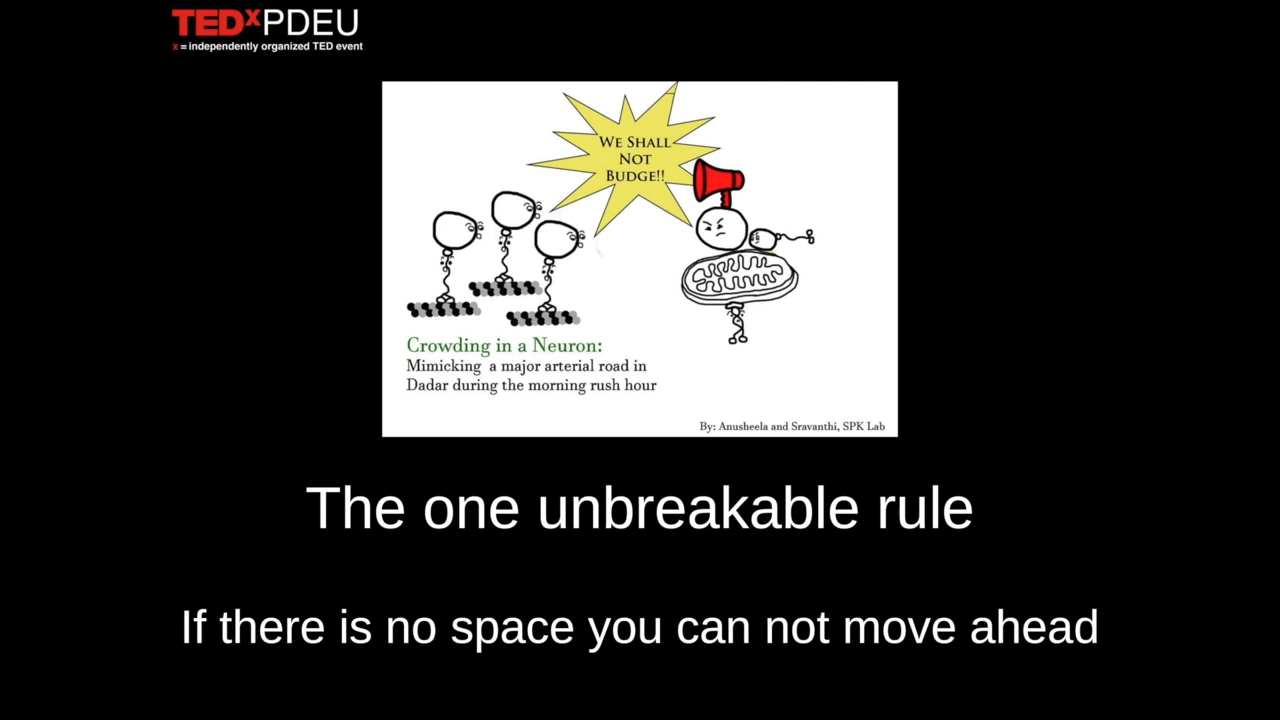 TEDxPDEU
x = independently organized TED event
WE SHALL
NOT
BUDGE!!
Crowding in a Neuron:
Mimicking a major arterial road in
Dadar during the morning rush hour
By: Anusheela and Sravanthi, SPK Lab
The one unbreakable rule
If there is no space you can not move ahead